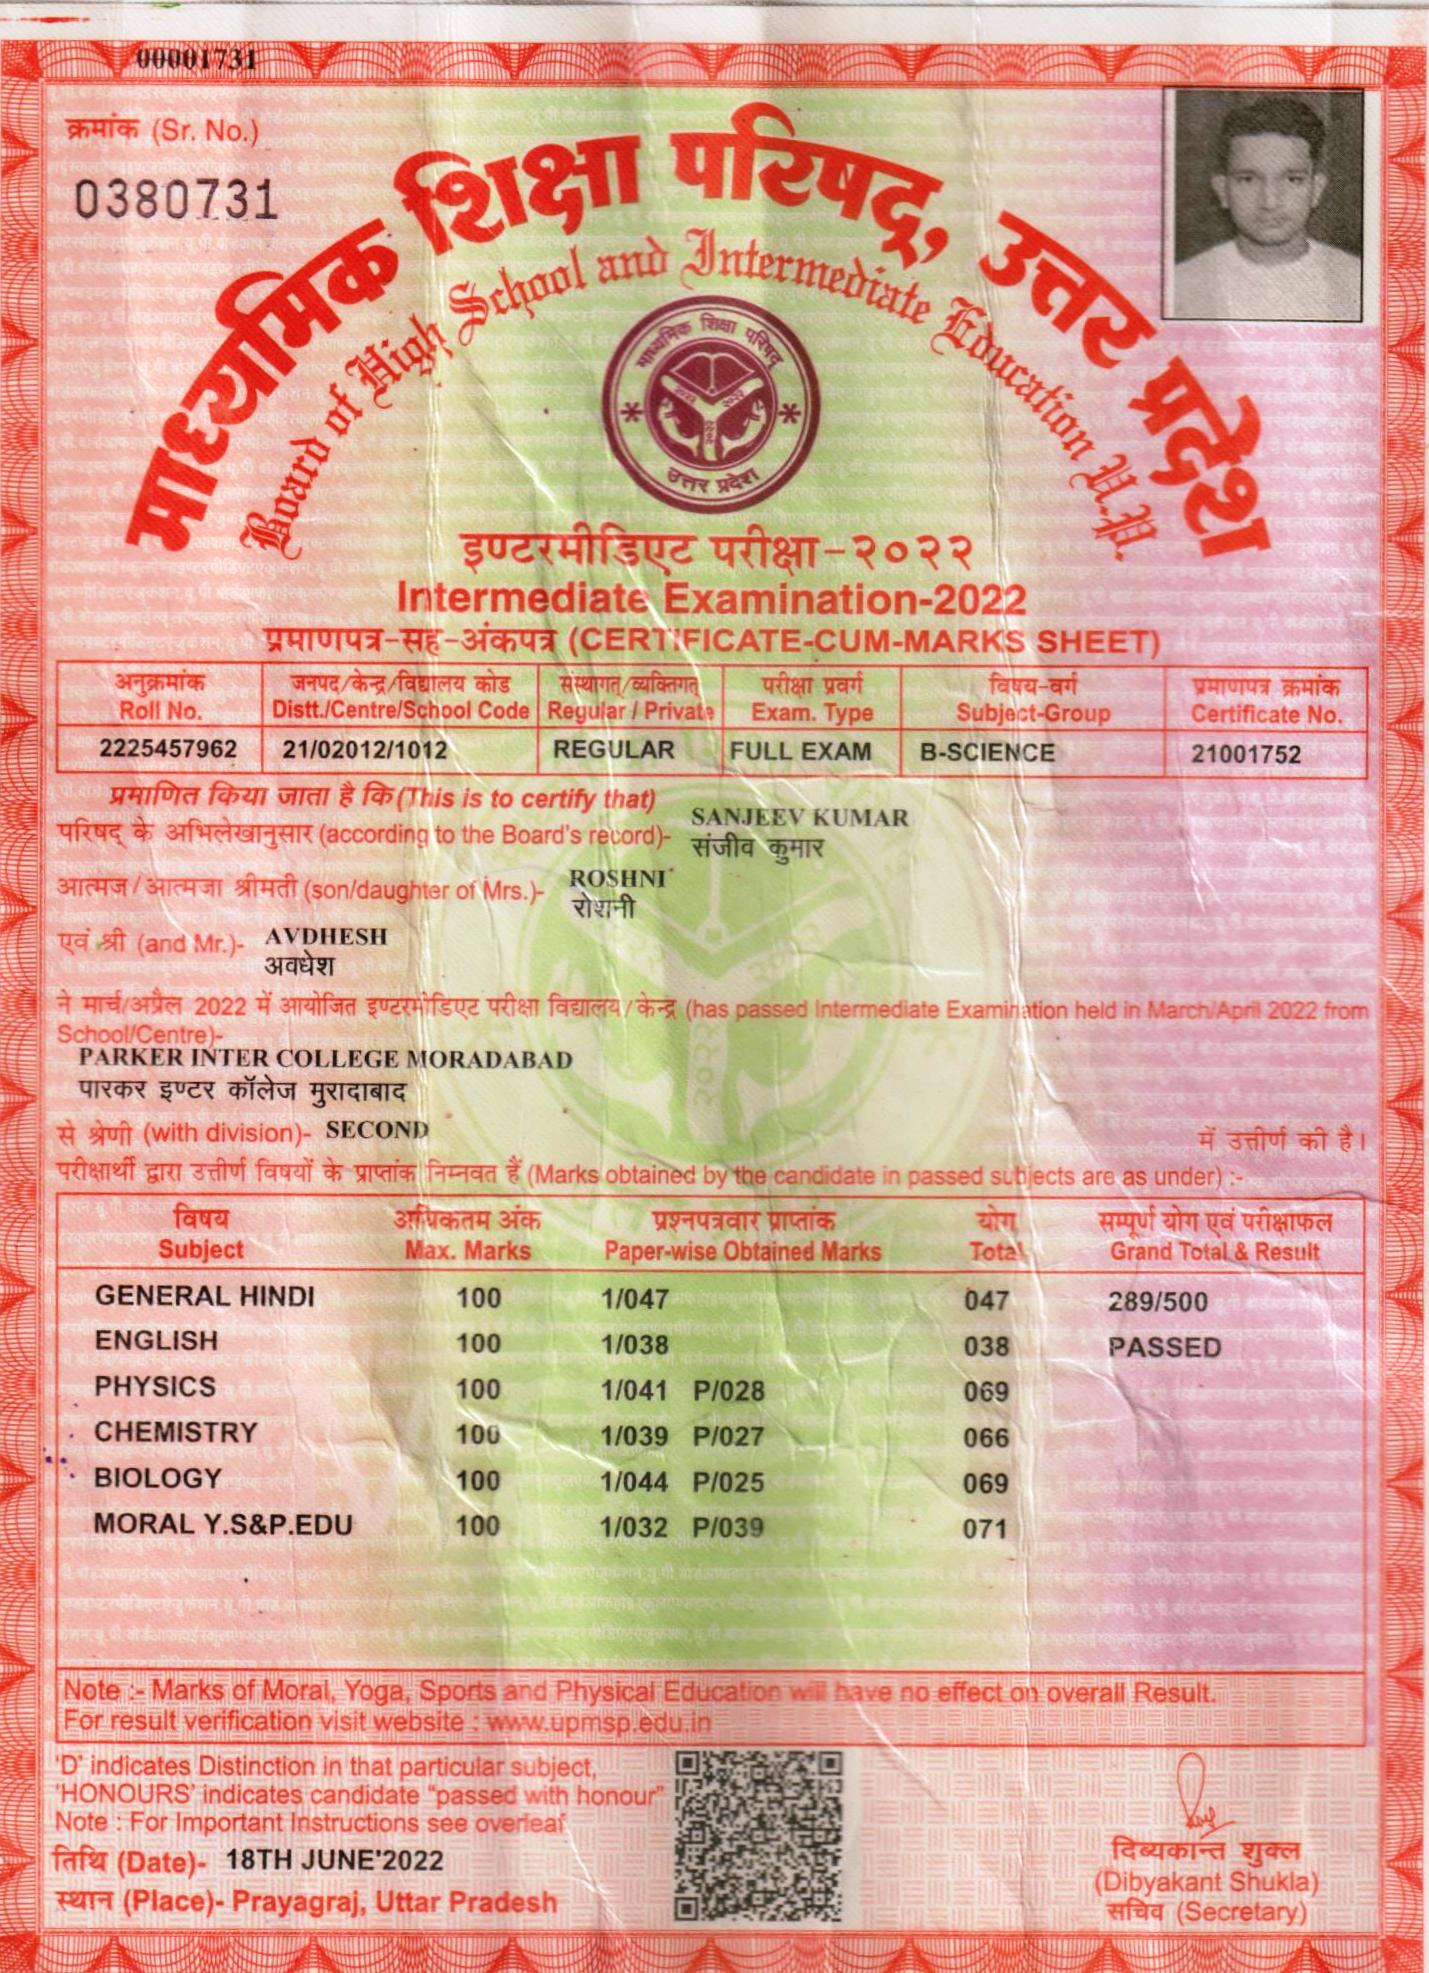 00001731
क्रमांक (Sr. No.)
0380731
माध्यमिक शिक्षा परिषद्, उत्तर प्रदेश
Board of High School and Intermediate Education U.P.
माध्यमिक शिक्षा परिषद्
उत्तर प्रदेश
इण्टरमीडिएट परीक्षा-२०२२
Intermediate Examination-2022
प्रमाणपत्र-सह-अंकपत्र (CERTIFICATE-CUM-MARKS SHEET)
अनुक्रमांक जनपद/केन्द्र/विद्यालय कोड संस्थागत्/व्यक्तिगत् परीक्षा प्रवर्ग विषय-वर्ग प्रमाणपत्र क्रमांक
Roll No. Distt./Centre/School Code Regular / Private Exam. Type Subject-Group Certificate No.
2225457962 21/02012/1012 REGULAR FULL EXAM B-SCIENCE 21001752
प्रमाणित किया जाता है कि (This is to certify that)
परिषद् के अभिलेखानुसार (according to the Board's record)- SANJEEV KUMAR
संजीव कुमार
आत्मज/आत्मजा श्रीमती (son/daughter of Mrs.)- ROSHNI
रोशनी
एवं श्री (and Mr.)- AVDHESH
अवधेश
ने मार्च/अप्रैल 2022 में आयोजित इण्टरमीडिएट परीक्षा विद्यालय/केन्द्र (has passed Intermediate Examination held in March/April 2022 from
School/Centre)-
PARKER INTER COLLEGE MORADABAD
पारकर इण्टर कॉलेज मुरादाबाद
से श्रेणी (with division)- SECOND में उत्तीर्ण की है।
परीक्षार्थी द्वारा उत्तीर्ण विषयों के प्राप्तांक निम्नवत हैं (Marks obtained by the candidate in passed subjects are as under) :-
विषय अधिकतम अंक प्रश्नपत्रवार प्राप्तांक योग सम्पूर्ण योग एवं परीक्षाफल
Subject Max. Marks Paper-wise Obtained Marks Total Grand Total & Result
GENERAL HINDI 100 1/047 047 289/500
ENGLISH 100 1/038 038 PASSED
PHYSICS 100 1/041 P/028 069
CHEMISTRY 100 1/039 P/027 066
BIOLOGY 100 1/044 P/025 069
MORAL Y.S&P.EDU 100 1/032 P/039 071
Note :- Marks of Moral, Yoga, Sports and Physical Education will have no effect on overall Result.
For result verification visit website : www.upmsp.edu.in
'D' indicates Distinction in that particular subject,
'HONOURS' indicates candidate "passed with honour"
Note : For Important Instructions see overleaf
तिथि (Date)- 18TH JUNE'2022
स्थान (Place)- Prayagraj, Uttar Pradesh
दिब्यकान्त शुक्ल
(Dibyakant Shukla)
सचिव (Secretary)